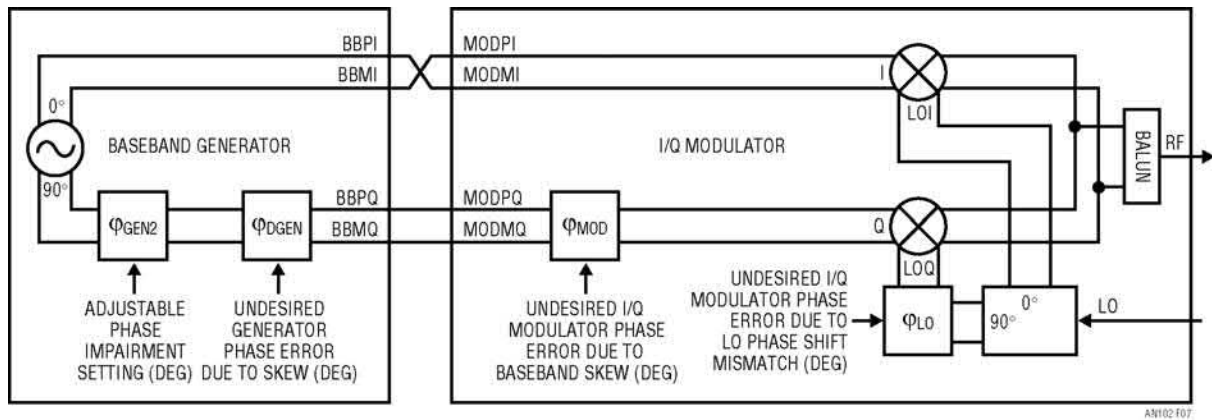 BBPI
MODPI
BBMI
MODMI
I
LOI
0°
BASEBAND GENERATOR
I/Q MODULATOR
BALUN
RF
90°
BBPQ
MODPQ
φGEN2
φDGEN
φMOD
Q
BBMQ
MODMQ
LOQ
ADJUSTABLE
PHASE
IMPAIRMENT
SETTING (DEG)
UNDESIRED
GENERATOR
PHASE ERROR
DUE TO SKEW (DEG)
UNDESIRED I/Q
MODULATOR PHASE
ERROR DUE TO
BASEBAND SKEW (DEG)
UNDESIRED I/Q
MODULATOR PHASE
ERROR DUE TO
LO PHASE SHIFT
MISMATCH (DEG)
φLO
0°
90°
LO
AN102 F07